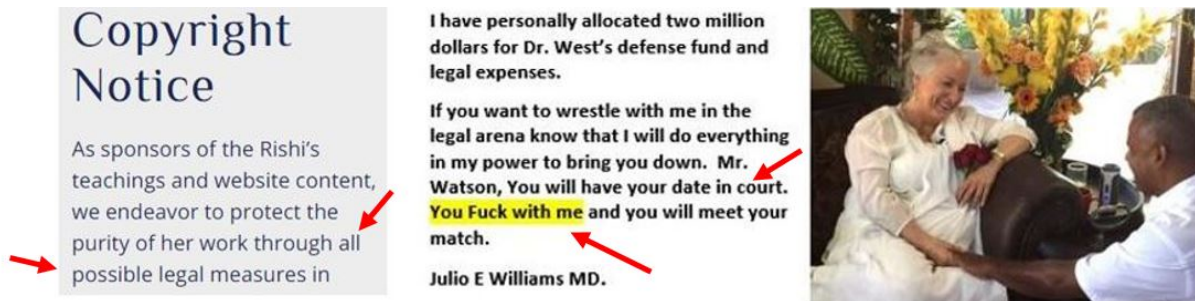 Copyright
Notice
As sponsors of the Rishi's
teachings and website content,
we endeavor to protect the
purity of her work through all
possible legal measures in
I have personally allocated two million
dollars for Dr. West's defense fund and
legal expenses.
If you want to wrestle with me in the
legal arena know that I will do everything
in my power to bring you down. Mr.
Watson, You will have your date in court.
You Fuck with me and you will meet your
match.
Julio E Williams MD.